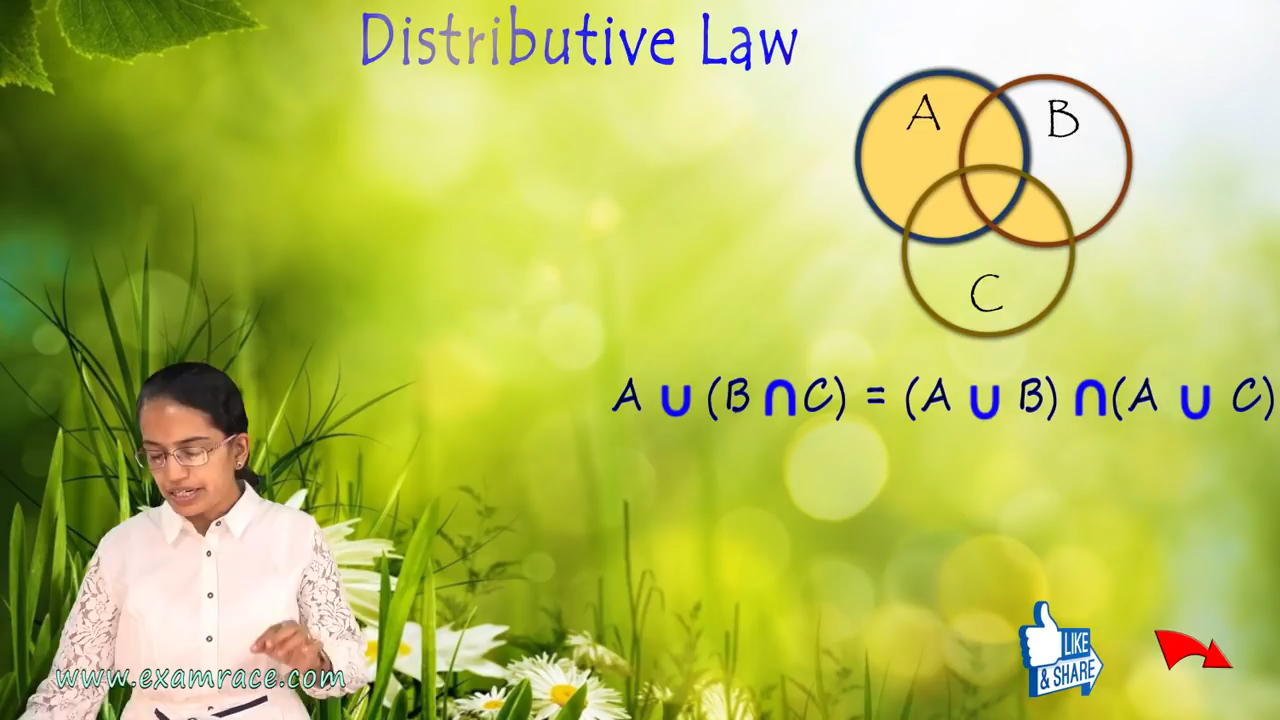 Distributive Law
A
B
C
A ∪ (B ∩ C) = (A ∪ B) ∩ (A ∪ C)
www.examrace.com
LIKE
& SHARE